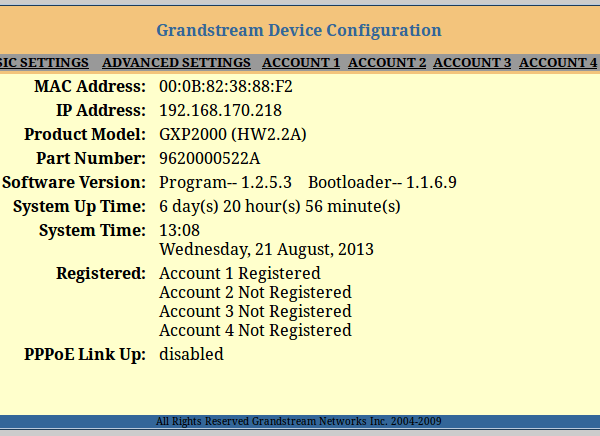 Grandstream Device Configuration
SIC SETTINGS ADVANCED SETTINGS ACCOUNT 1 ACCOUNT 2 ACCOUNT 3 ACCOUNT 4
MAC Address: 00:0B:82:38:88:F2
IP Address: 192.168.170.218
Product Model: GXP2000 (HW2.2A)
Part Number: 9620000522A
Software Version: Program-- 1.2.5.3 Bootloader-- 1.1.6.9
System Up Time: 6 day(s) 20 hour(s) 56 minute(s)
System Time: 13:08
Wednesday, 21 August, 2013
Registered: Account 1 Registered
Account 2 Not Registered
Account 3 Not Registered
Account 4 Not Registered
PPPoE Link Up: disabled
All Rights Reserved Grandstream Networks Inc. 2004-2009